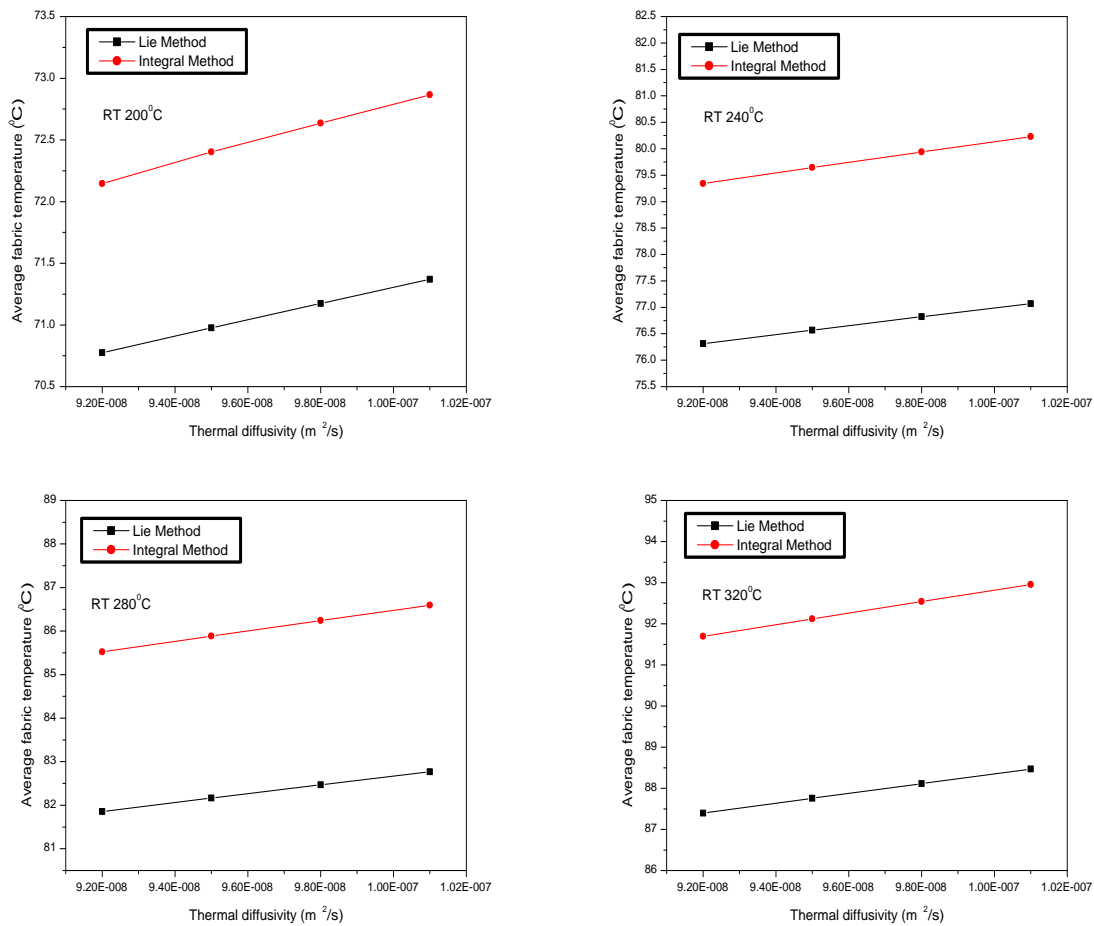 73.5
73.0
72.5
72.0
71.5
71.0
70.5
Average fabric temperature (⁰C)
Lie Method
Integral Method
RT 200⁰C
9.20E-008 9.40E-008 9.60E-008 9.80E-008 1.00E-007 1.02E-007
Thermal diffusivity (m ²/s)
82.5
82.0
81.5
81.0
80.5
80.0
79.5
79.0
78.5
78.0
77.5
77.0
76.5
76.0
75.5
Average fabric temperature (⁰C)
Lie Method
Integral Method
RT 240⁰C
9.20E-008 9.40E-008 9.60E-008 9.80E-008 1.00E-007 1.02E-007
Thermal diffusivity (m ²/s)
89
88
87
86
85
84
83
82
81
Average fabric temperature (⁰C)
Lie Method
Integral Method
RT 280⁰C
9.20E-008 9.40E-008 9.60E-008 9.80E-008 1.00E-007 1.02E-007
Thermal diffusivity (m ²/s)
95
94
93
92
91
90
89
88
87
86
Average fabric temperature (⁰C)
Lie Method
Integral Method
RT 320⁰C
9.20E-008 9.40E-008 9.60E-008 9.80E-008 1.00E-007 1.02E-007
Thermal diffusivity (m ²/s)